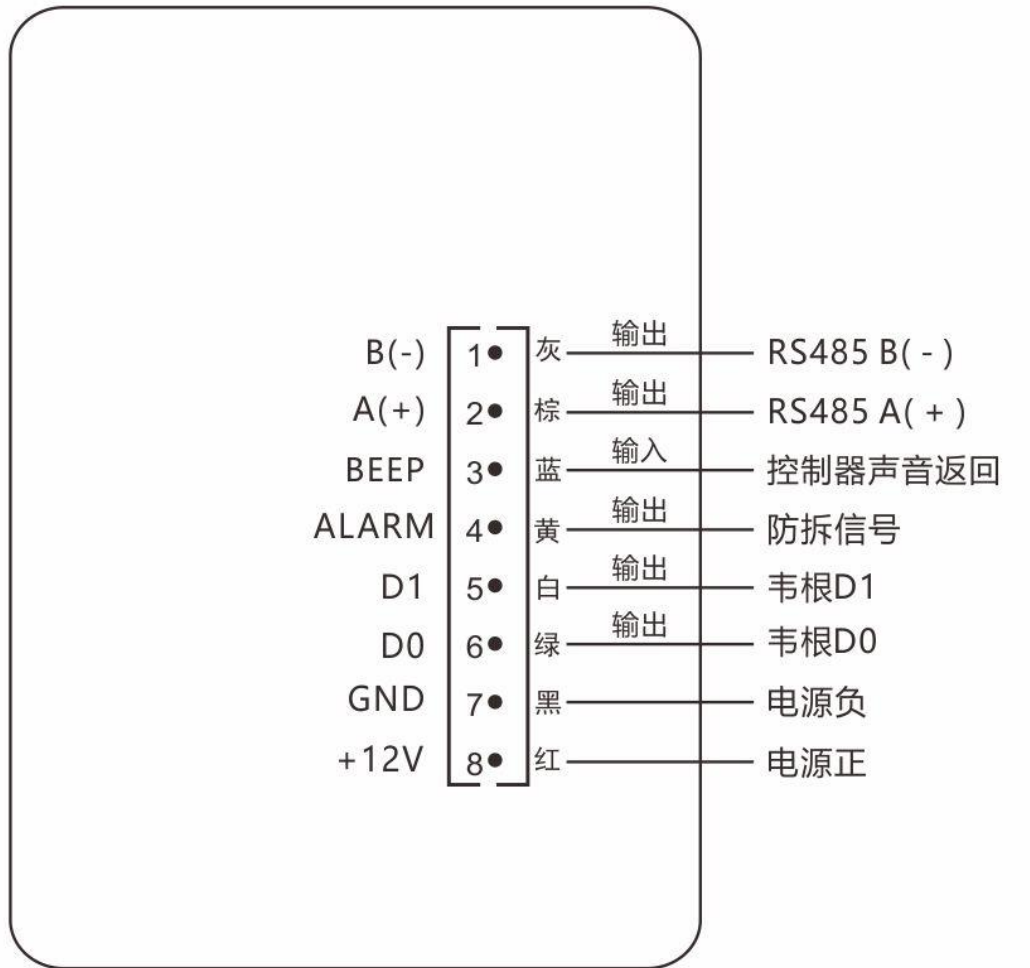 B(-) 1 灰 输出 RS485 B( - )
A(+) 2 棕 输出 RS485 A( + )
BEEP 3 蓝 输入 控制器声音返回
ALARM 4 黄 输出 防拆信号
D1 5 白 输出 韦根D1
D0 6 绿 输出 韦根D0
GND 7 黑 电源负
+12V 8 红 电源正